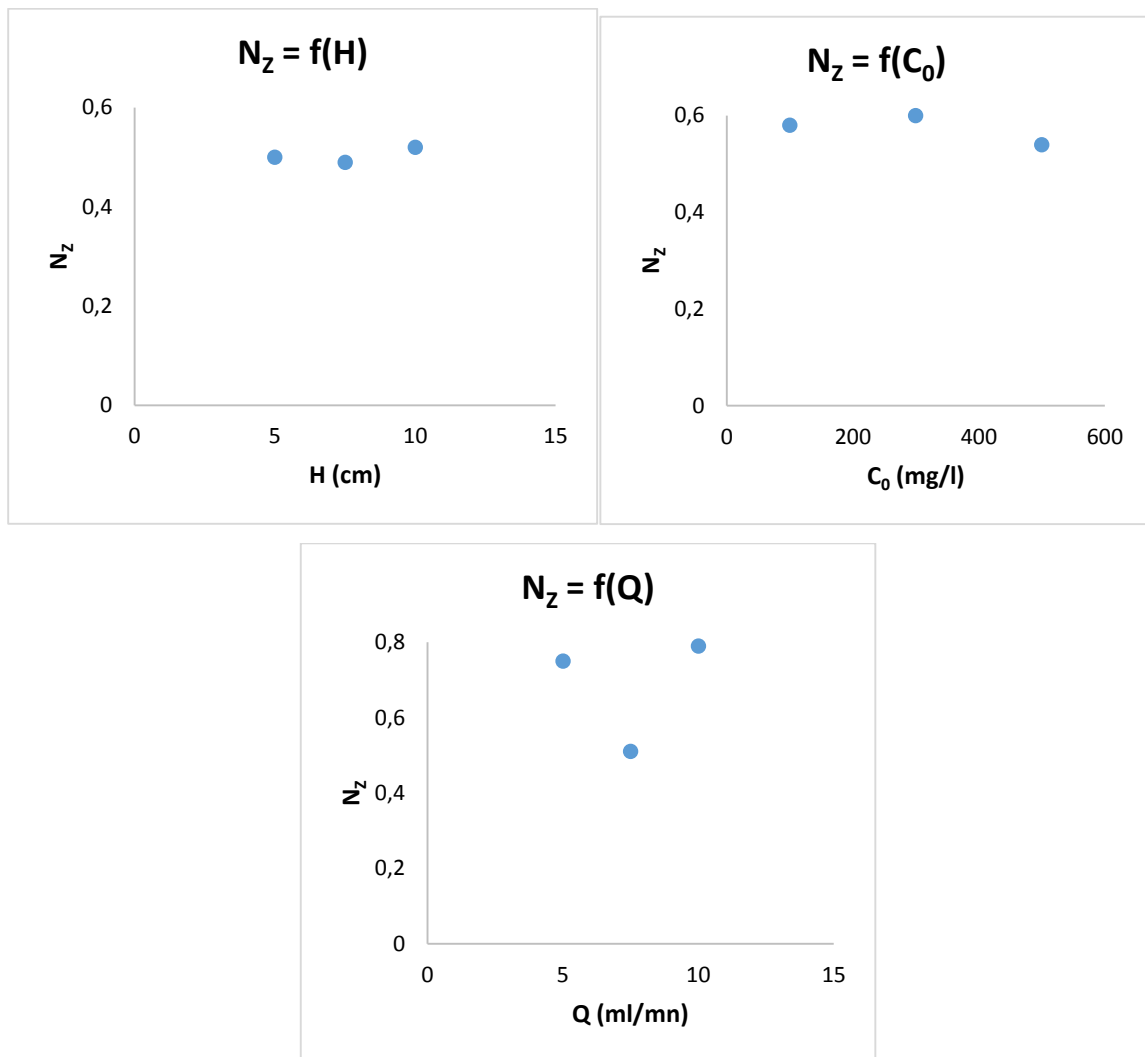 N_Z = f(H)
0,6
0,4
0,2
0
N_Z
0 5 10 15
H (cm)
N_Z = f(C_0)
0,6
0,4
0,2
0
N_Z
0 200 400 600
C_0 (mg/l)
N_Z = f(Q)
0,8
0,6
0,4
0,2
0
N_Z
0 5 10 15
Q (ml/mn)